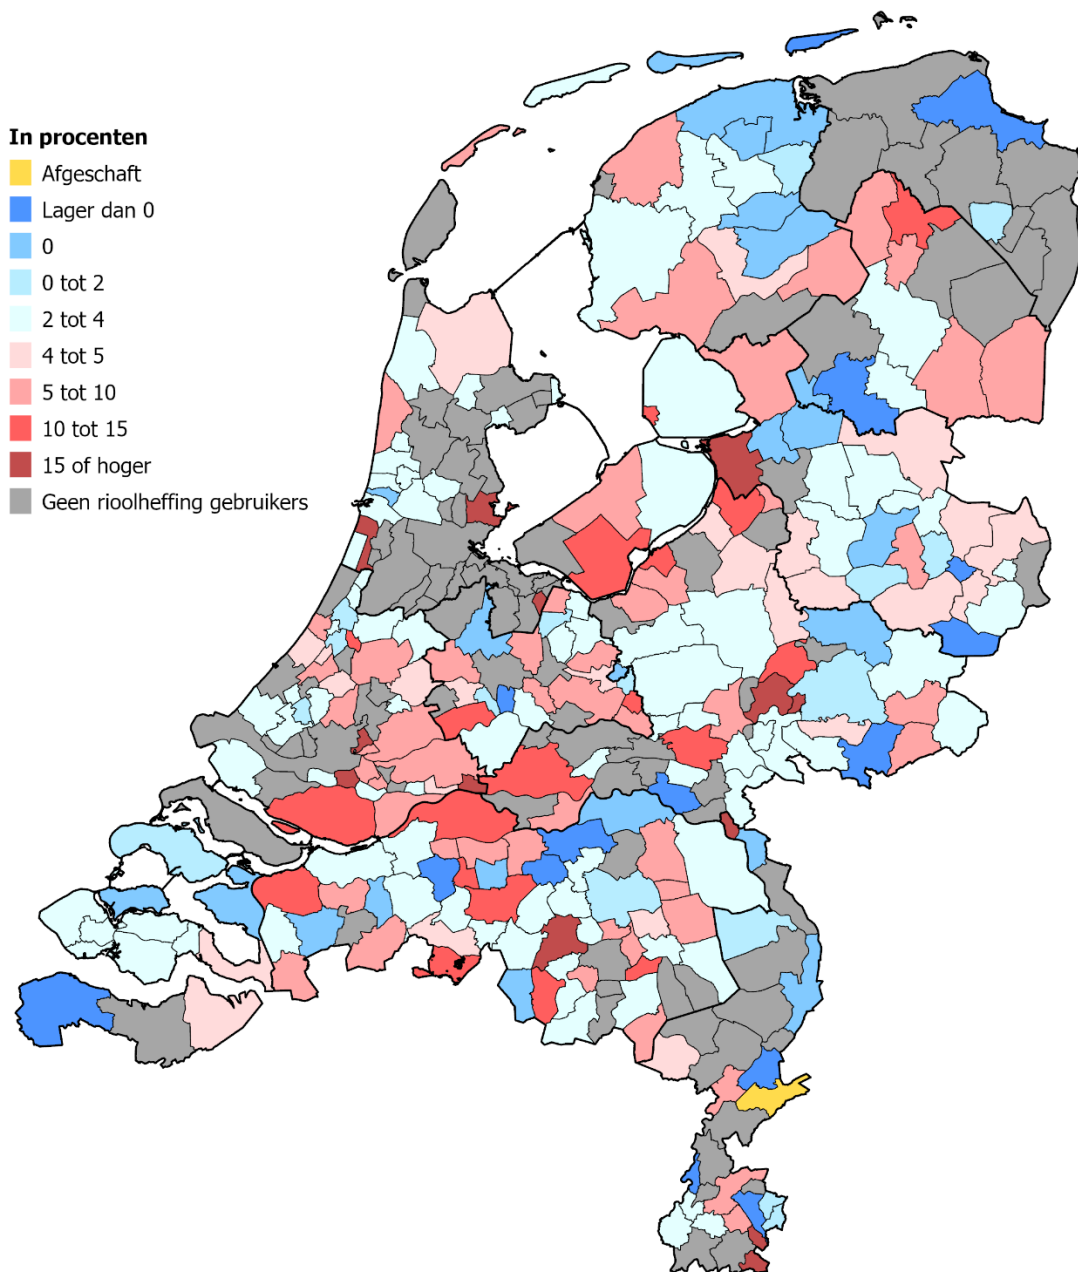 In procenten
Afgeschaft
Lager dan 0
0
0 tot 2
2 tot 4
4 tot 5
5 tot 10
10 tot 15
15 of hoger
Geen rioolheffing gebruikers